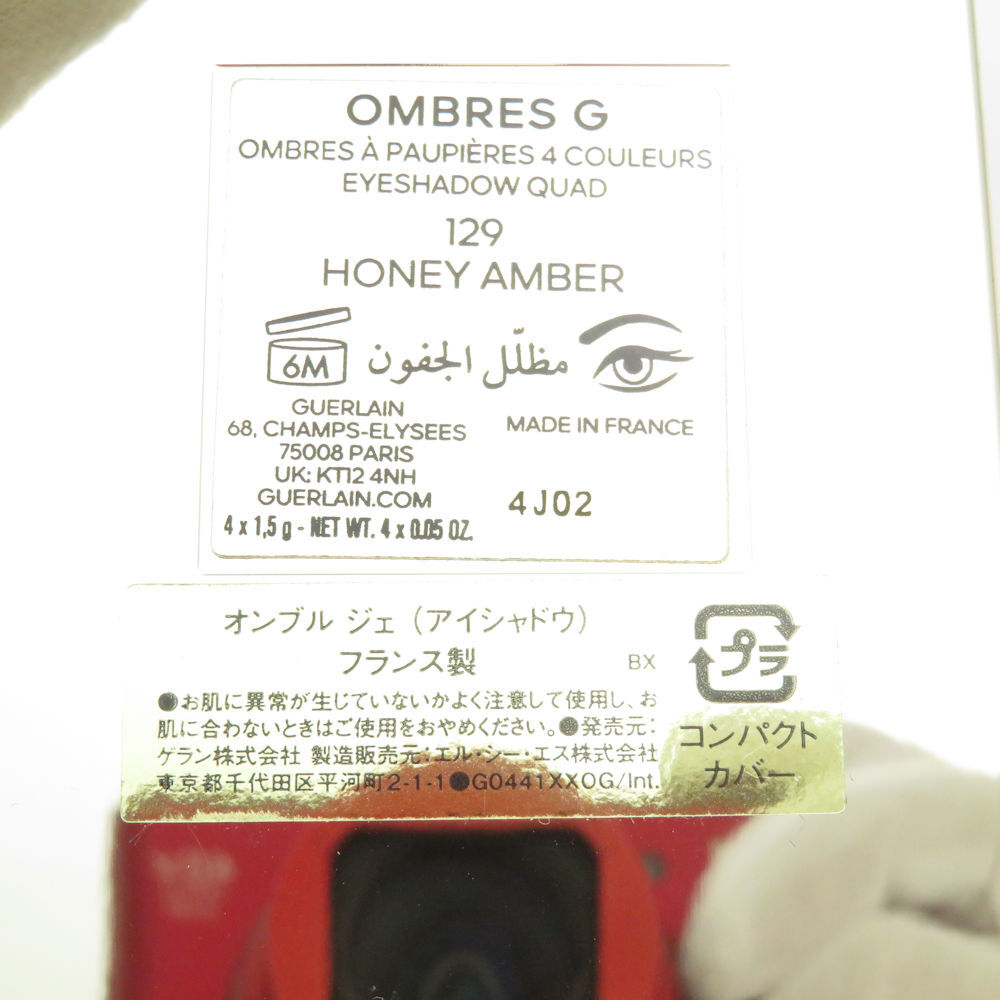 OMBRES G
OMBRES À PAUPIÈRES 4 COULEURS
EYESHADOW QUAD
129
HONEY AMBER
6M
مظلّل الجفون
GUERLAIN
68, CHAMPS-ELYSEES
75008 PARIS
UK: KT12 4NH
GUERLAIN.COM
4 x 1,5 g - NET WT. 4 x 0.05 OZ.
MADE IN FRANCE
4J02
オンブル ジェ (アイシャドウ)
フランス製
BX
●お肌に異常が生じていないかよく注意して使用し、お
肌に合わないときはご使用をおやめください。●発売元:
ゲラン株式会社 製造販売元:エル・シー・エス株式会社
東京都千代田区平河町2-1-1●G0441XXOG/Int.
プラ
コンパクト
カバー